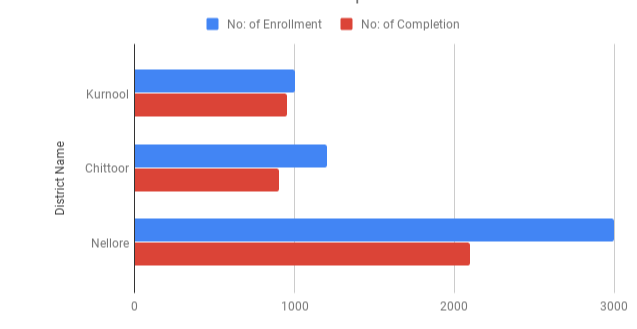 No: of Enrollment No: of Completion
Kurnool
Chittoor
Nellore
District Name
0 1000 2000 3000